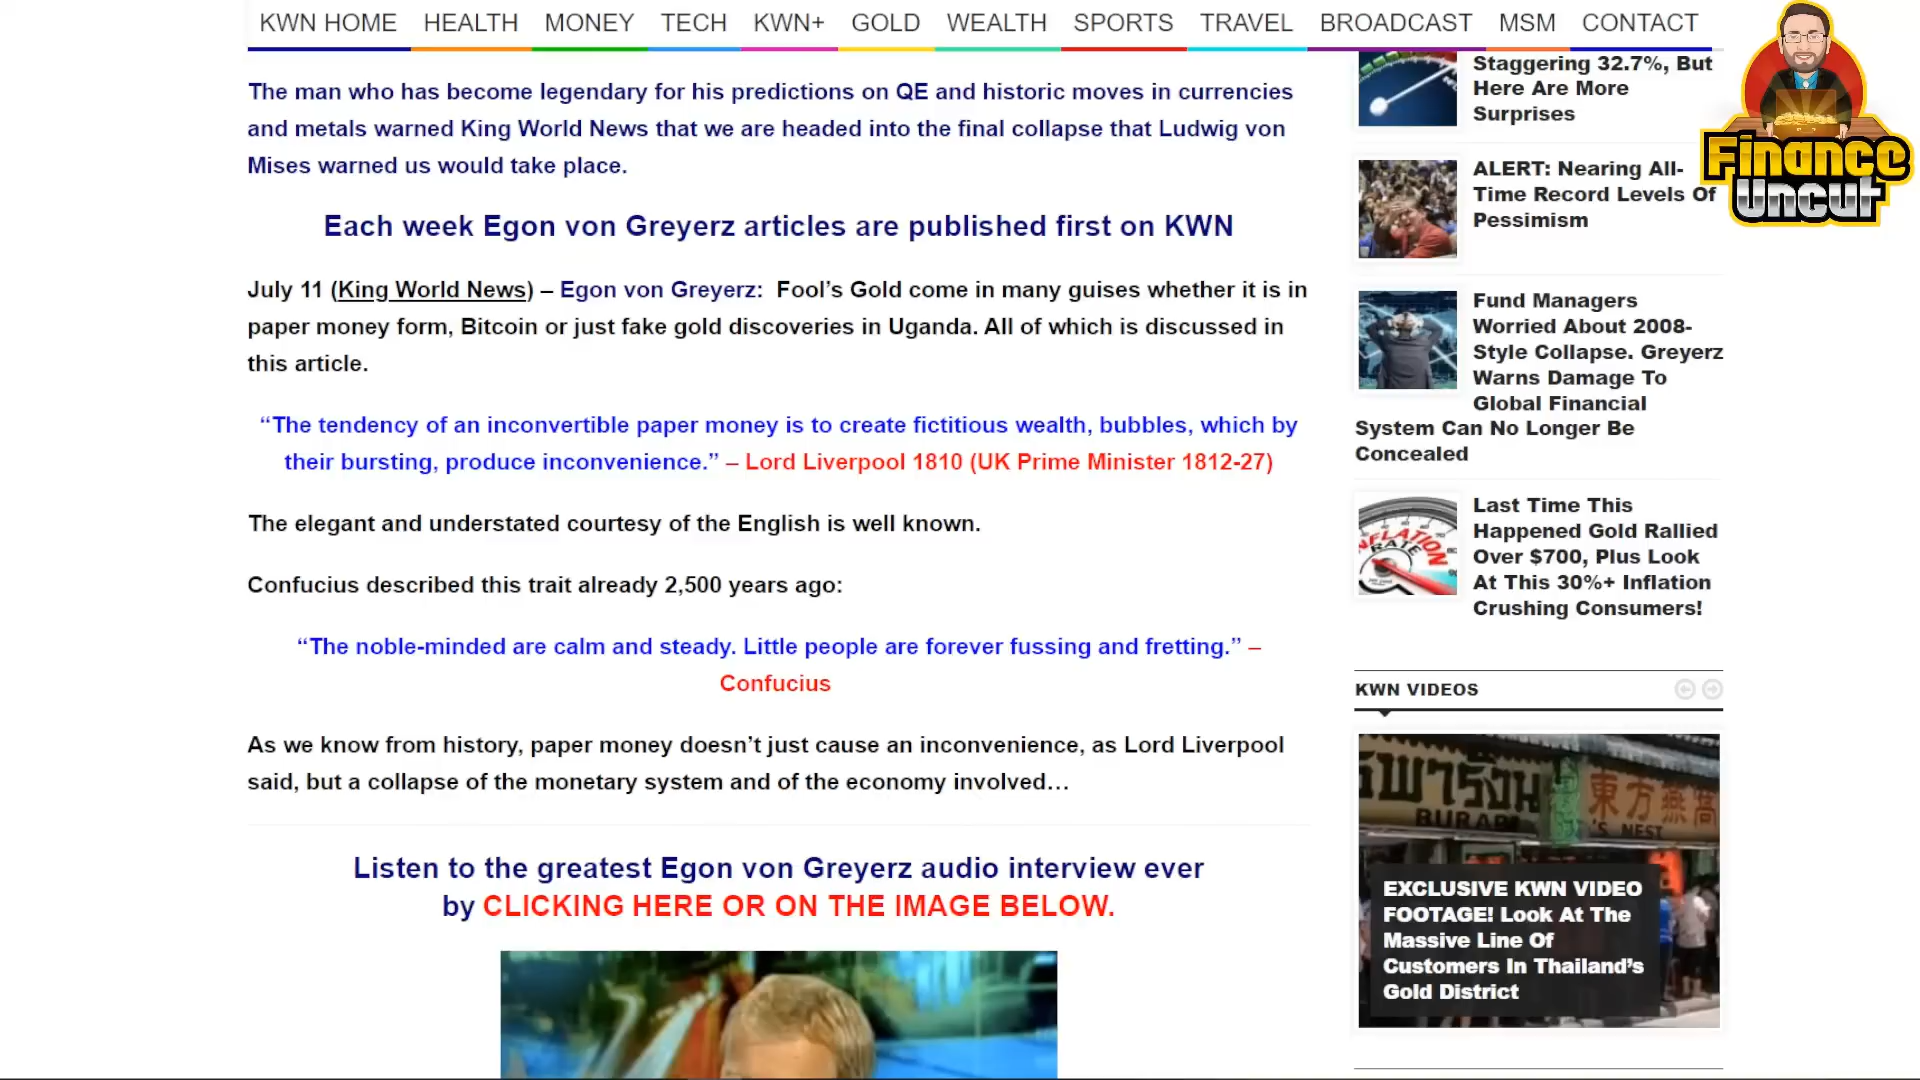 KWN HOME HEALTH MONEY TECH KWN+ GOLD WEALTH SPORTS TRAVEL BROADCAST MSM CONTACT
The man who has become legendary for his predictions on QE and historic moves in currencies
and metals warned King World News that we are headed into the final collapse that Ludwig von
Mises warned us would take place.
Each week Egon von Greyerz articles are published first on KWN
July 11 (King World News) – Egon von Greyerz: Fool’s Gold come in many guises whether it is in
paper money form, Bitcoin or just fake gold discoveries in Uganda. All of which is discussed in
this article.
“The tendency of an inconvertible paper money is to create fictitious wealth, bubbles, which by
their bursting, produce inconvenience.” – Lord Liverpool 1810 (UK Prime Minister 1812-27)
The elegant and understated courtesy of the English is well known.
Confucius described this trait already 2,500 years ago:
“The noble-minded are calm and steady. Little people are forever fussing and fretting.” –
Confucius
As we know from history, paper money doesn’t just cause an inconvenience, as Lord Liverpool
said, but a collapse of the monetary system and of the economy involved…
Listen to the greatest Egon von Greyerz audio interview ever
by CLICKING HERE OR ON THE IMAGE BELOW.
Staggering 32.7%, But
Here Are More
Surprises
ALERT: Nearing All-
Time Record Levels Of
Pessimism
Fund Managers
Worried About 2008-
Style Collapse. Greyerz
Warns Damage To
Global Financial
System Can No Longer Be
Concealed
INFLATION
RATE
Last Time This
Happened Gold Rallied
Over $700, Plus Look
At This 30%+ Inflation
Crushing Consumers!
KWN VIDEOS
東方燕窩
'S NEST
EXCLUSIVE KWN VIDEO
FOOTAGE! Look At The
Massive Line Of
Customers In Thailand’s
Gold District
Finance
Uncut